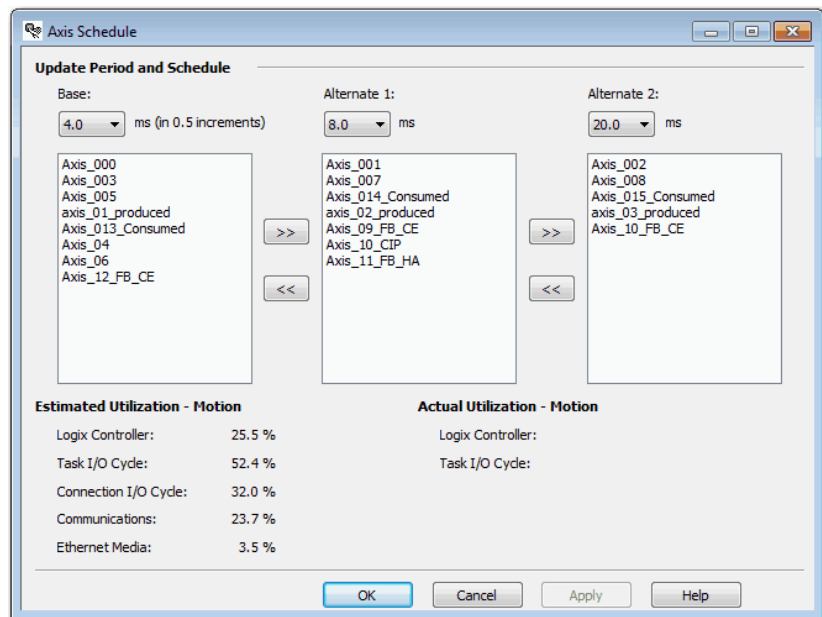 Axis Schedule
Update Period and Schedule
Base:
4.0 ms (in 0.5 increments)
Alternate 1:
8.0 ms
Alternate 2:
20.0 ms
Axis_000
Axis_003
Axis_005
axis_01_produced
Axis_013_Consumed
Axis_04
Axis_06
Axis_12_FB_CE
>>
<<
Axis_001
Axis_007
Axis_014_Consumed
axis_02_produced
Axis_09_FB_CE
Axis_10_CIP
Axis_11_FB_HA
>>
<<
Axis_002
Axis_008
Axis_015_Consumed
axis_03_produced
Axis_10_FB_CE
Estimated Utilization - Motion
Logix Controller: 25.5 %
Task I/O Cycle: 52.4 %
Connection I/O Cycle: 32.0 %
Communications: 23.7 %
Ethernet Media: 3.5 %
Actual Utilization - Motion
Logix Controller:
Task I/O Cycle:
OK Cancel Apply Help